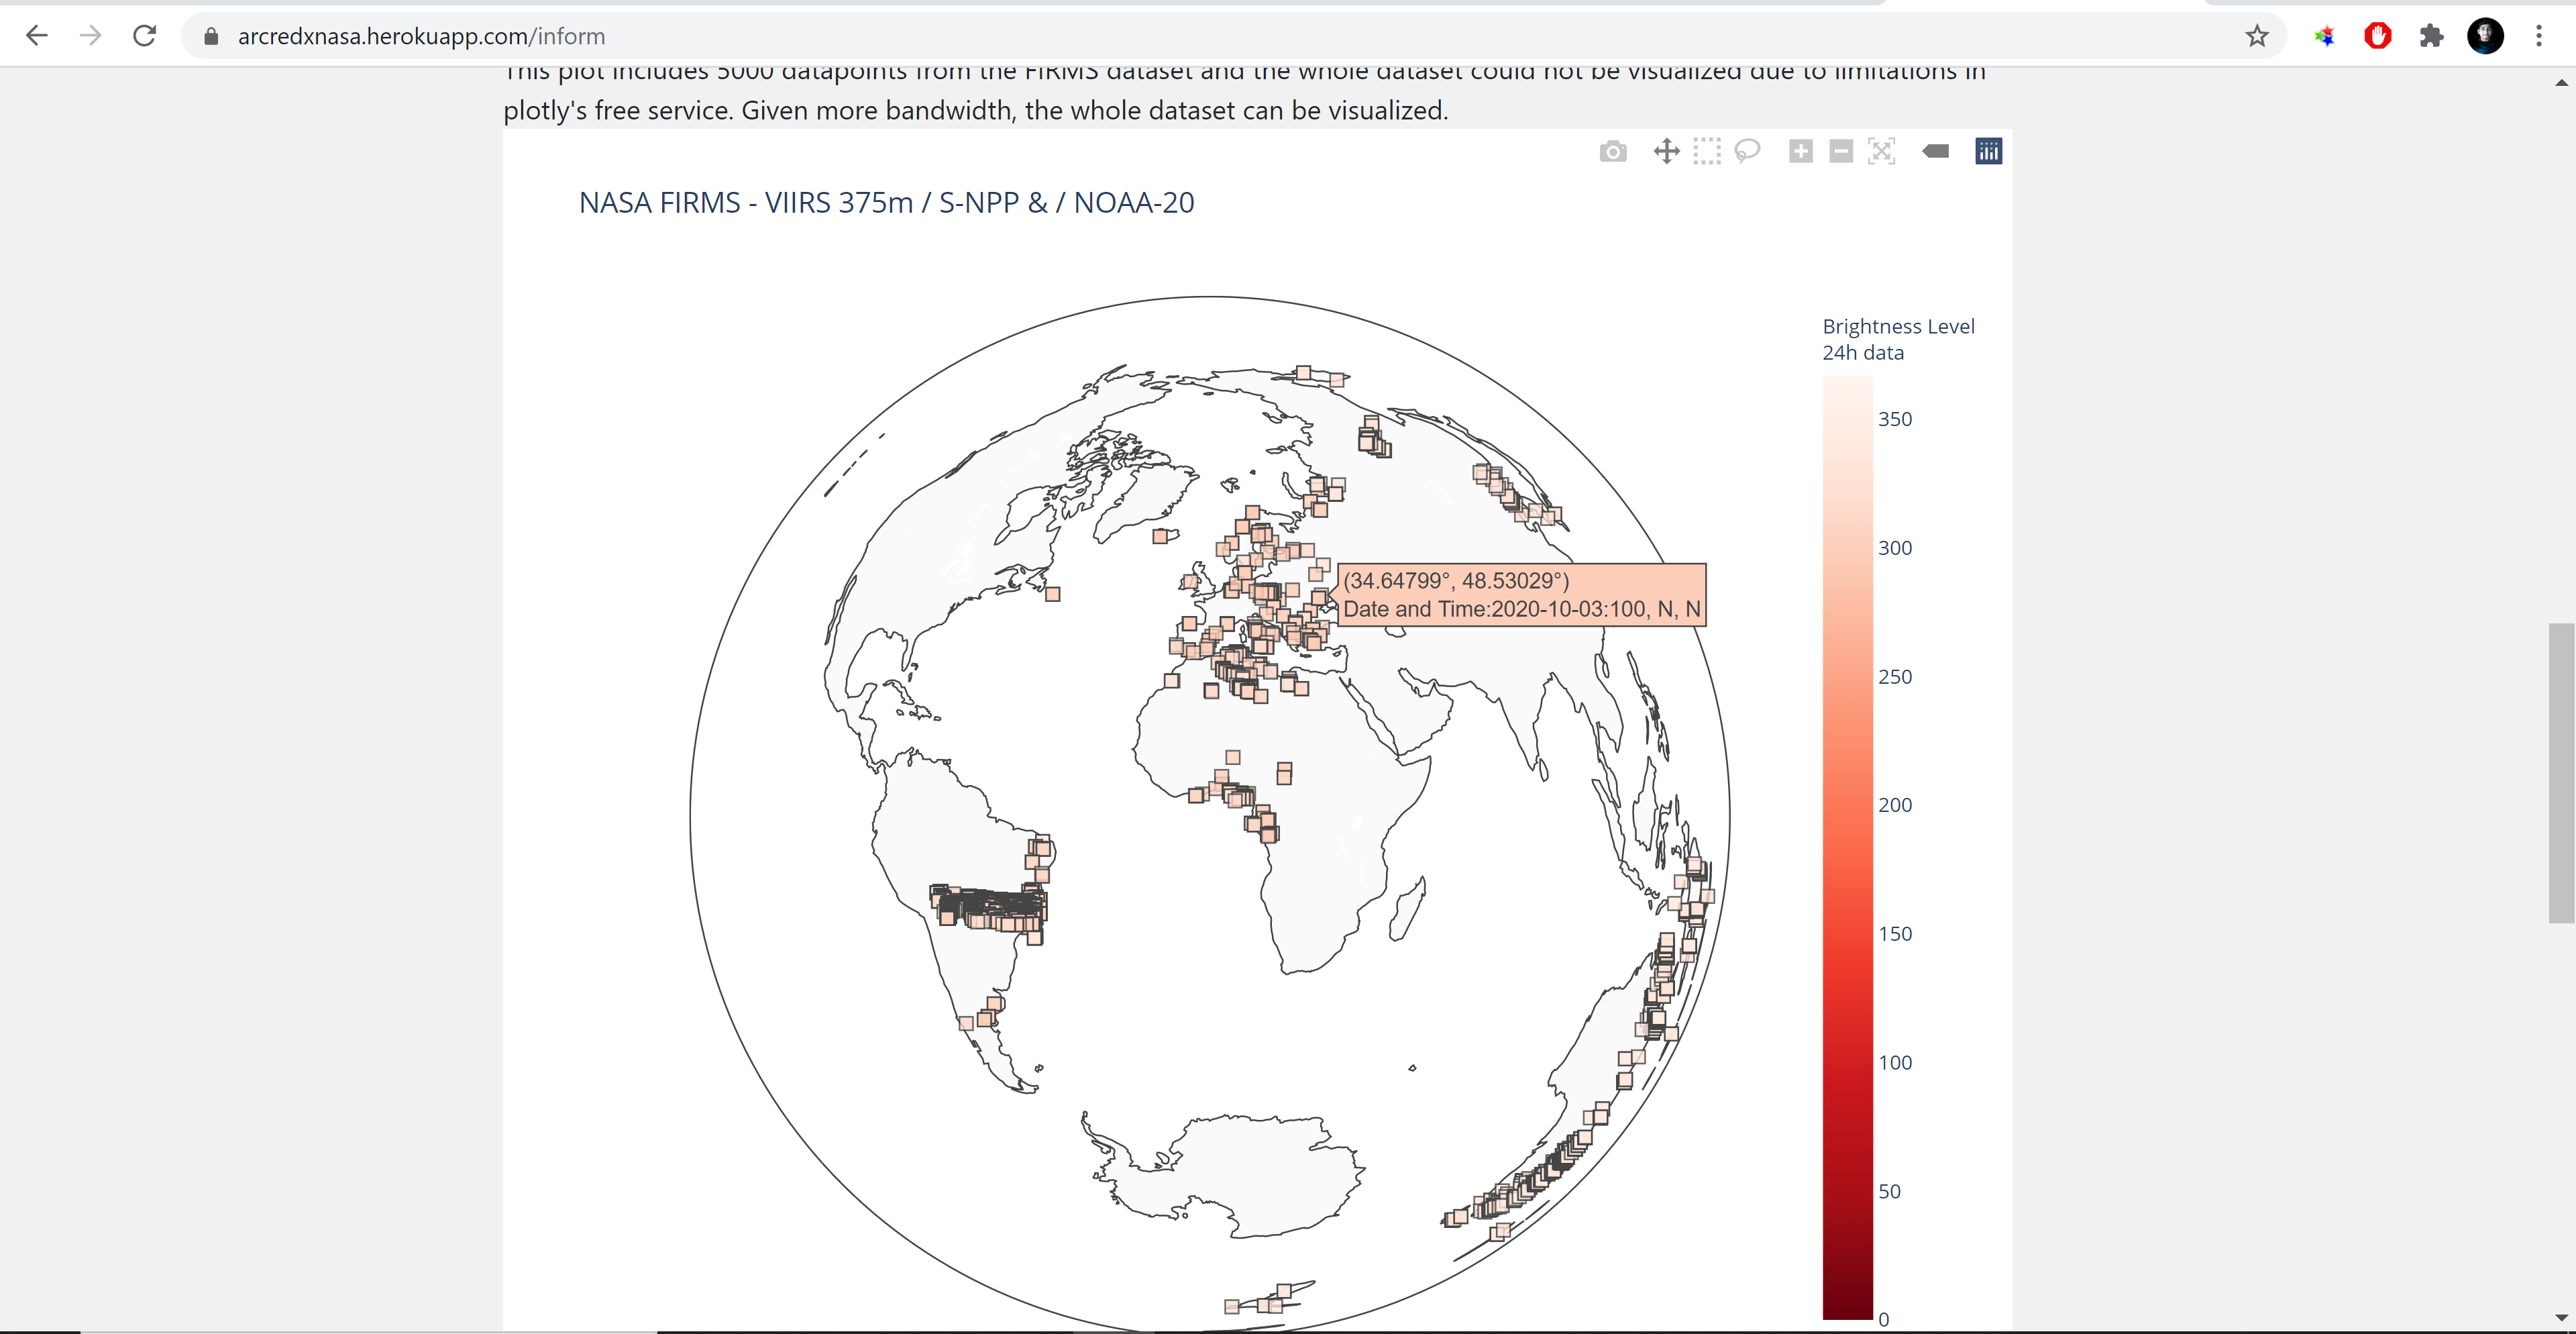 arcredxnasa.herokuapp.com/inform
This plot includes 5000 datapoints from the FIRMS dataset and the whole dataset could not be visualized due to limitations in
plotly's free service. Given more bandwidth, the whole dataset can be visualized.
NASA FIRMS - VIIRS 375m / S-NPP & / NOAA-20
Brightness Level
24h data
350
300
250
200
150
100
50
0
(34.64799°, 48.53029°)
Date and Time:2020-10-03:100, N, N